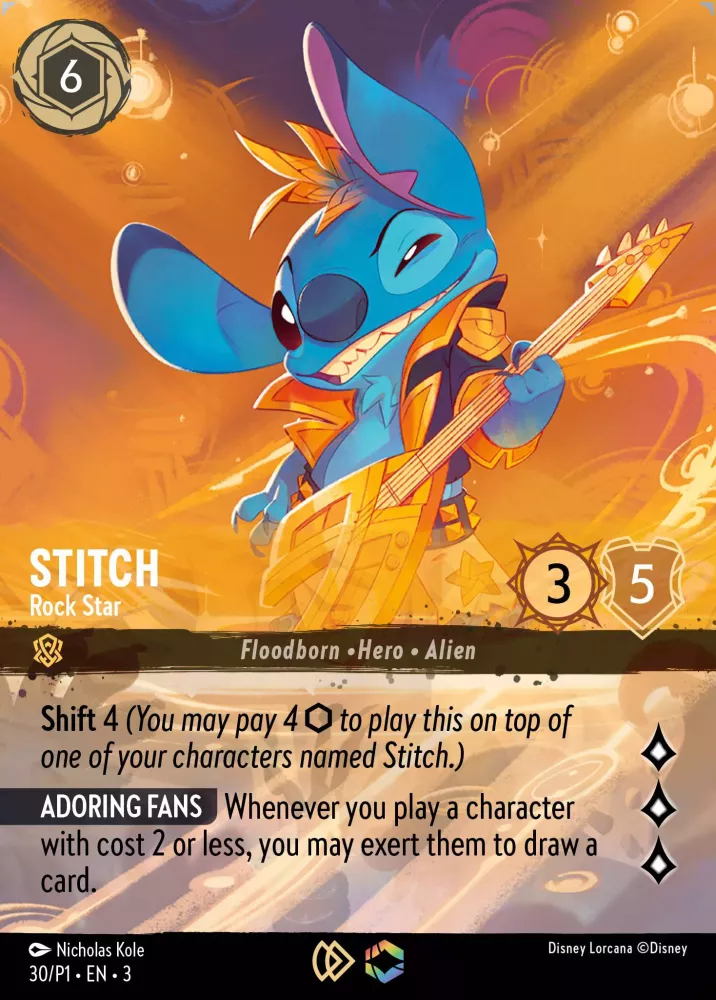 6
STITCH
Rock Star
3
5
Floodborn • Hero • Alien
Shift 4 (You may pay 4 ⬡ to play this on top of
one of your characters named Stitch.)
ADORING FANS Whenever you play a character
with cost 2 or less, you may exert them to draw a
card.
Nicholas Kole
Disney Lorcana ©Disney
30/P1 • EN • 3